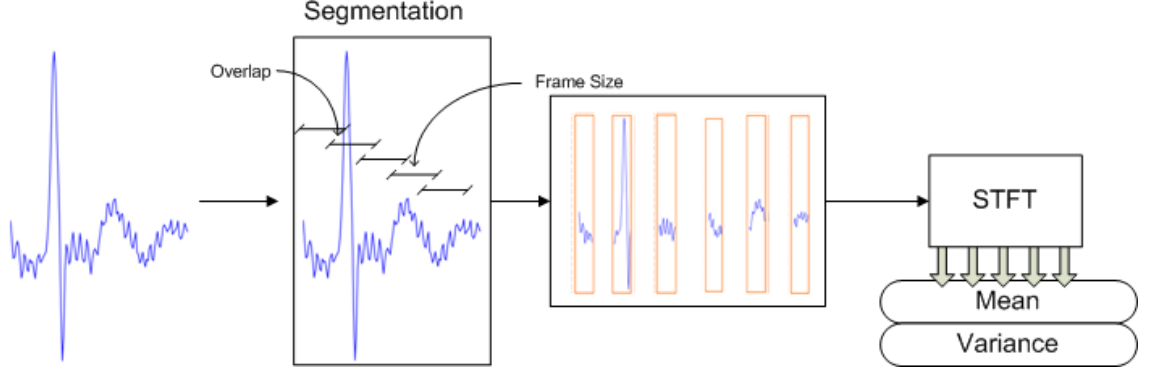 Segmentation
Overlap
Frame Size
STFT
Mean
Variance